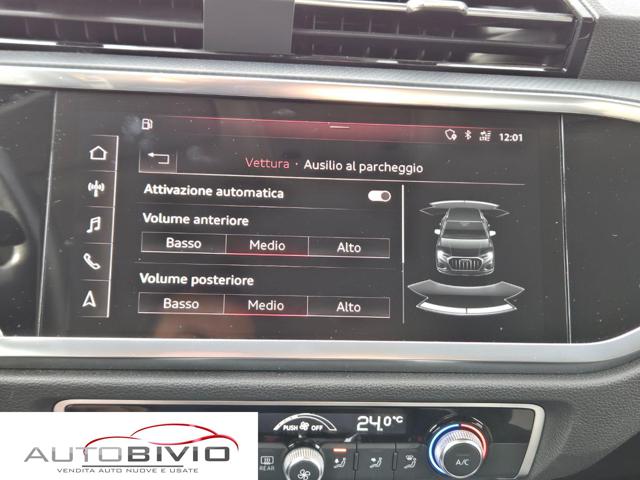 12:01
Vettura · Ausilio al parcheggio
Attivazione automatica
Volume anteriore
Basso Medio Alto
Volume posteriore
Basso Medio Alto
PUSH OFF 24.0°C
REAR A/C
AUTOBIVIO
VENDITA AUTO NUOVE E USATE